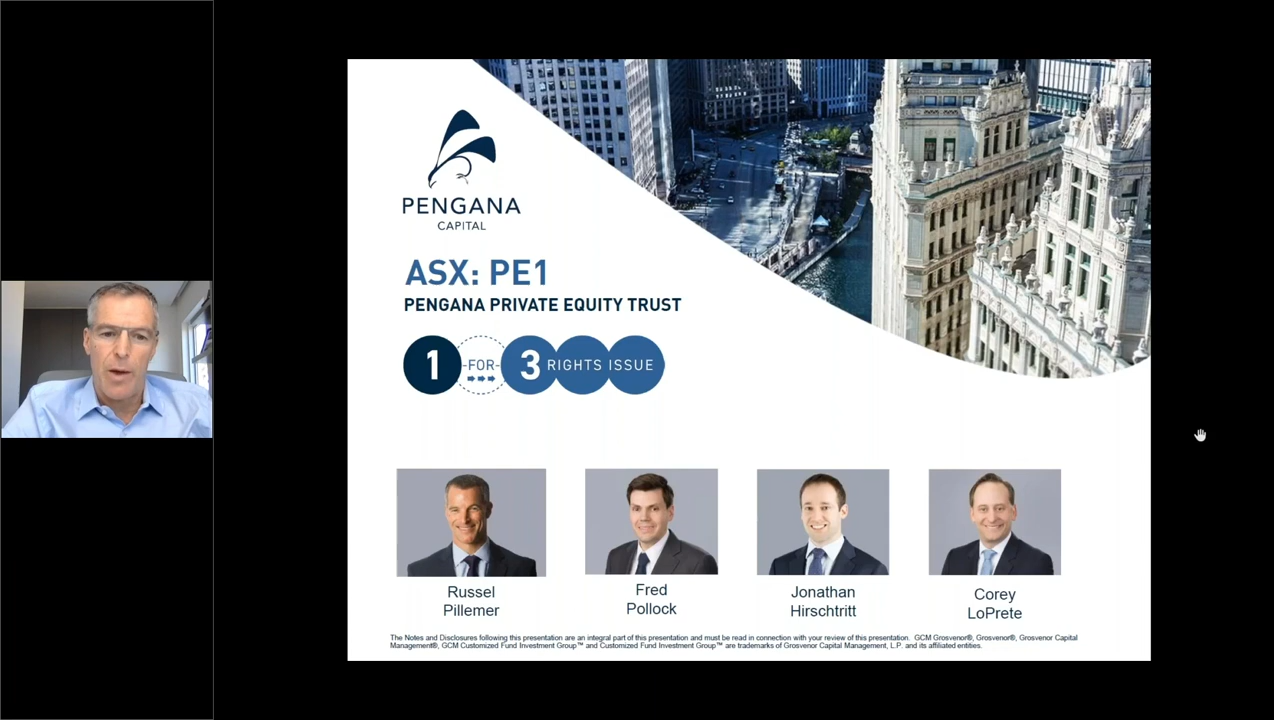 PENGANA
CAPITAL
ASX: PE1
PENGANA PRIVATE EQUITY TRUST
1 -FOR- 3 RIGHTS ISSUE
Russel
Pillemer
Fred
Pollock
Jonathan
Hirschtritt
Corey
LoPrete
The Notes and Disclosures following this presentation are an integral part of this presentation and must be read in connection with your review of this presentation. GCM Grosvenor®, Grosvenor®, Grosvenor Capital
Management®, GCM Customized Fund Investment Group™ and Customized Fund Investment Group™ are trademarks of Grosvenor Capital Management, L.P. and its affiliated entities.